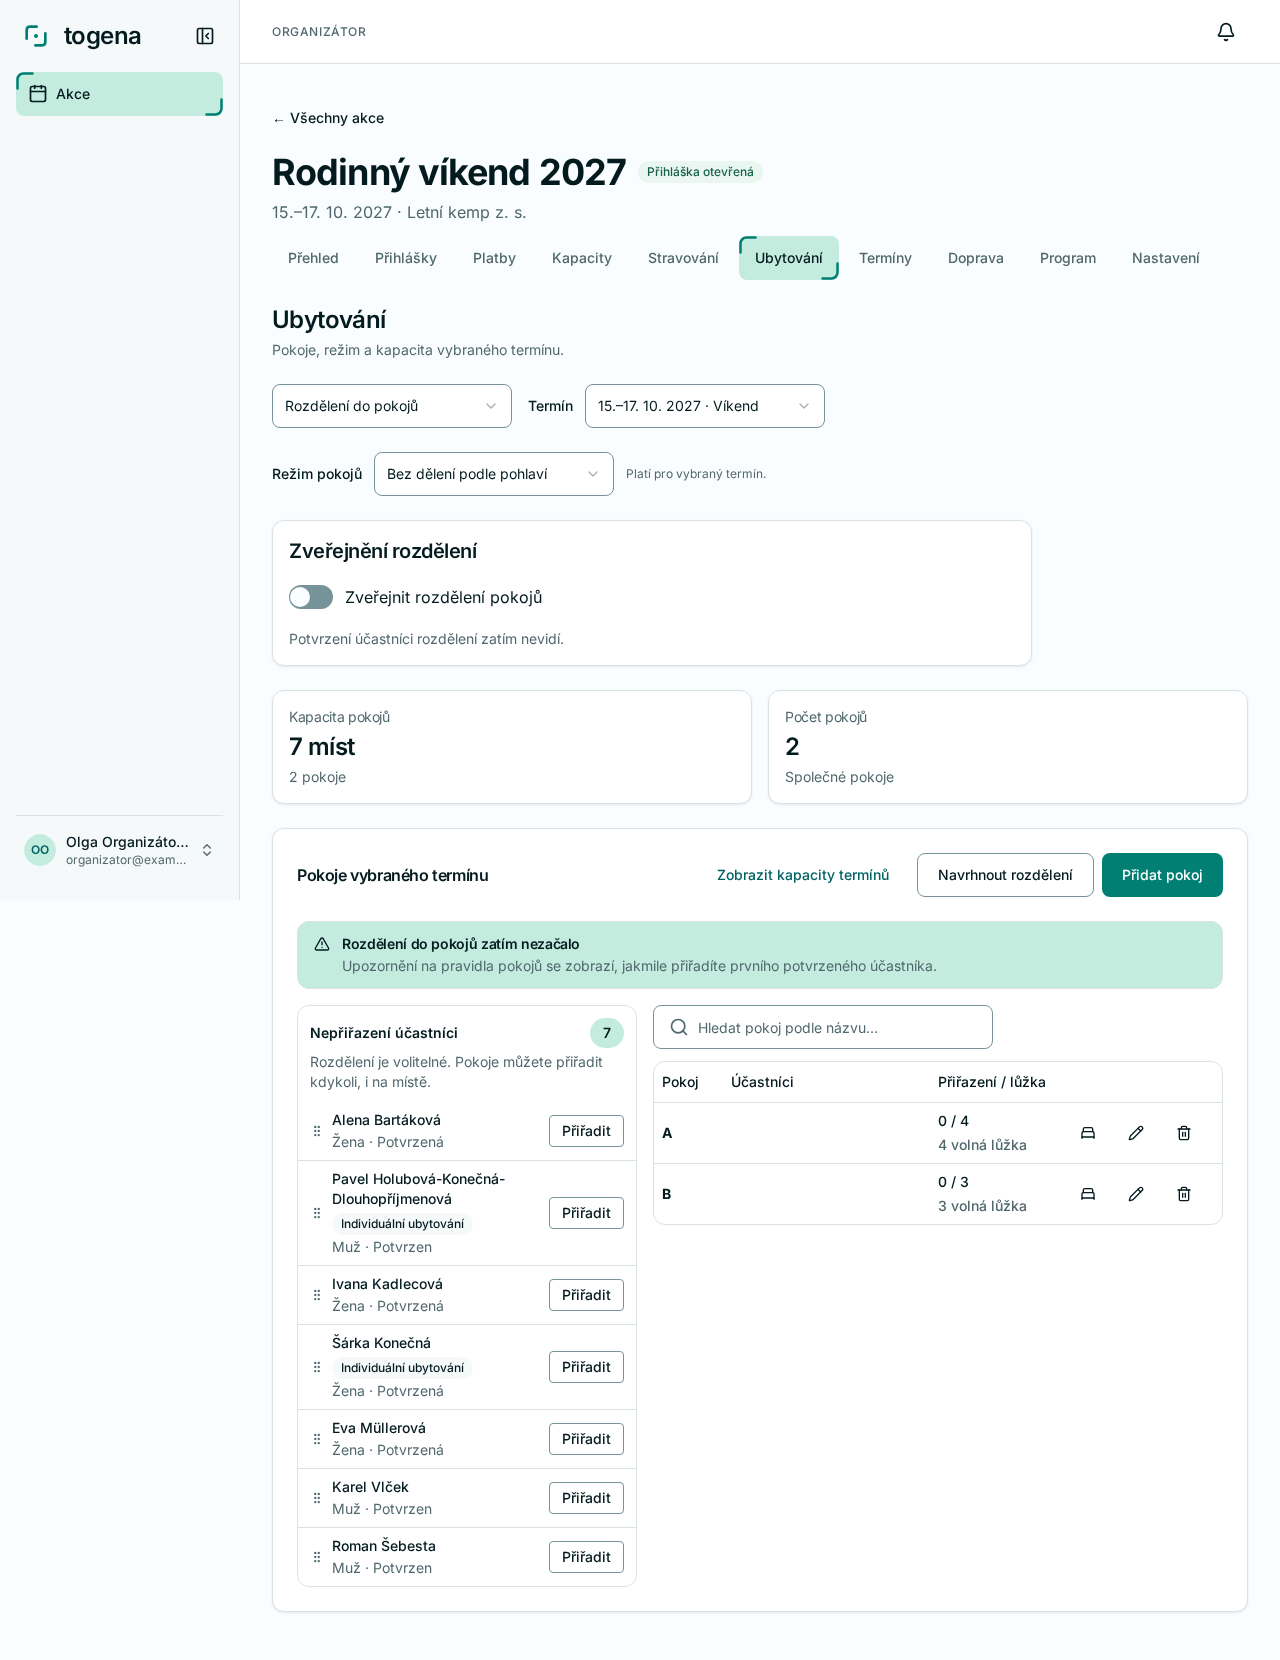 togena
ORGANIZÁTOR
Akce
← Všechny akce
Rodinný víkend 2027
Přihláška otevřená
15.–17. 10. 2027 · Letní kemp z. s.
Přehled
Přihlášky
Platby
Kapacity
Stravování
Ubytování
Termíny
Doprava
Program
Nastavení
Ubytování
Pokoje, režim a kapacita vybraného termínu.
Rozdělení do pokojů
Termín
15.–17. 10. 2027 · Víkend
Režim pokojů
Bez dělení podle pohlaví
Platí pro vybraný termín.
Zveřejnění rozdělení
Zveřejnit rozdělení pokojů
Potvrzení účastníci rozdělení zatím nevidí.
Kapacita pokojů
7 míst
2 pokoje
Počet pokojů
2
Společné pokoje
OO
Olga Organizáto...
organizator@exam...
Pokoje vybraného termínu
Zobrazit kapacity termínů
Navrhnout rozdělení
Přidat pokoj
Rozdělení do pokojů zatím nezačalo
Upozornění na pravidla pokojů se zobrazí, jakmile přiřadíte prvního potvrzeného účastníka.
Nepřiřazení účastníci
7
Rozdělení je volitelné. Pokoje můžete přiřadit
kdykoli, i na místě.
Alena Bartáková
Žena · Potvrzená
Přiřadit
Pavel Holubová-Konečná-
Dlouhopříjmenová
Individuální ubytování
Muž · Potvrzen
Přiřadit
Ivana Kadlecová
Žena · Potvrzená
Přiřadit
Šárka Konečná
Individuální ubytování
Žena · Potvrzená
Přiřadit
Eva Müllerová
Žena · Potvrzená
Přiřadit
Karel Vlček
Muž · Potvrzen
Přiřadit
Roman Šebesta
Muž · Potvrzen
Přiřadit
Hledat pokoj podle názvu...
Pokoj
Účastníci
Přiřazení / lůžka
A
0 / 4
4 volná lůžka
B
0 / 3
3 volná lůžka